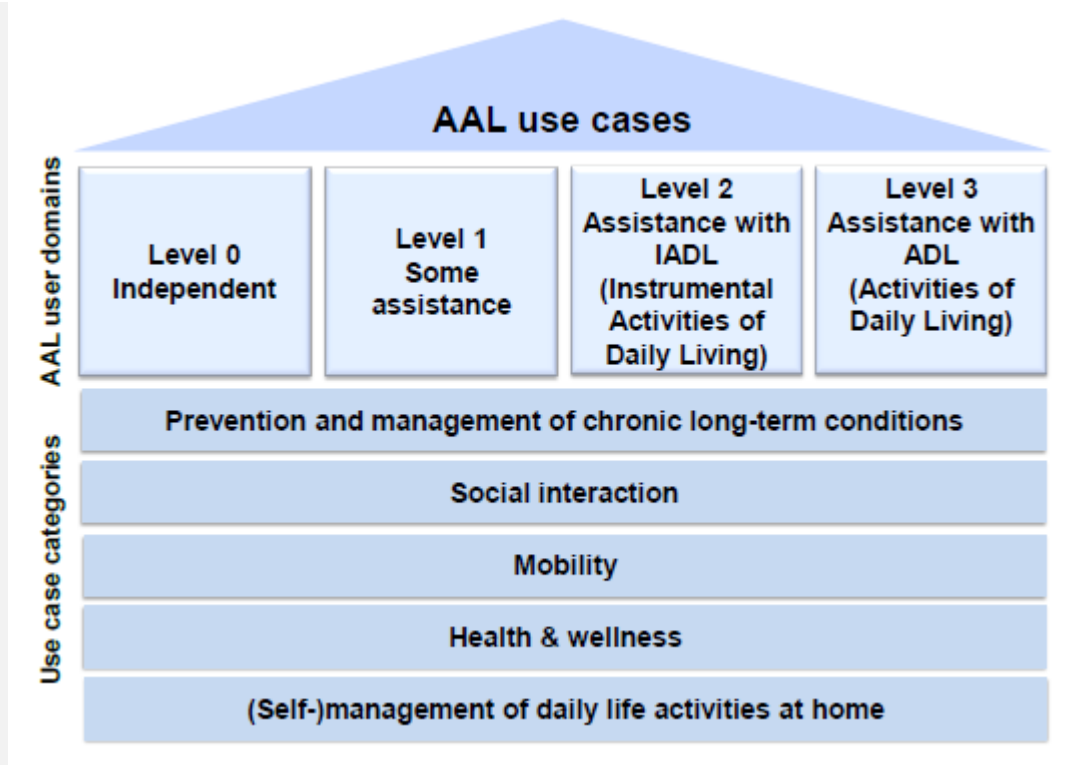 AAL use cases
AAL user domains
Level 0
Independent
Level 1
Some
assistance
Level 2
Assistance with
IADL
(Instrumental
Activities of
Daily Living)
Level 3
Assistance with
ADL
(Activities of
Daily Living)
Use case categories
Prevention and management of chronic long-term conditions
Social interaction
Mobility
Health & wellness
(Self-)management of daily life activities at home